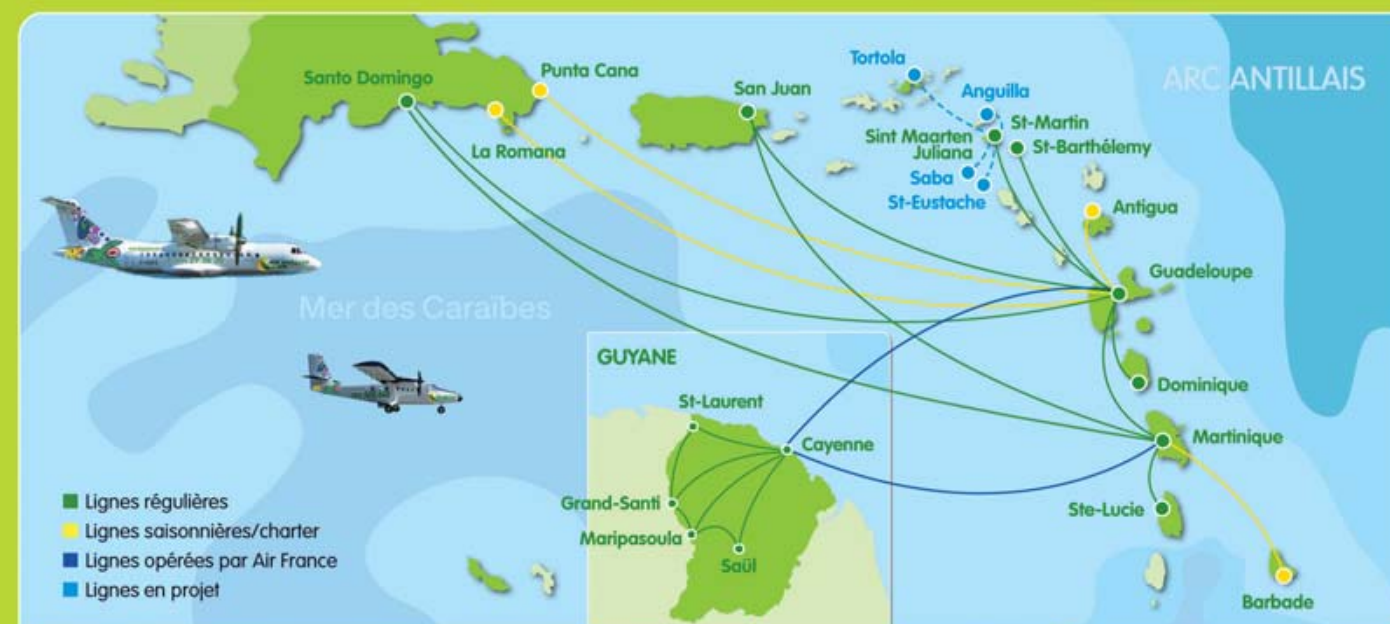 ARC ANTILLAIS
Santo Domingo
Punta Cana
La Romana
San Juan
Tortola
Anguilla
St-Martin
Sint Maarten
Juliana
St-Barthélemy
Saba
St-Eustache
Antigua
Guadeloupe
Mer des Caraïbes
Dominique
Martinique
Ste-Lucie
Barbade
GUYANE
St-Laurent
Cayenne
Grand-Santi
Maripasoula
Saül
Lignes régulières
Lignes saisonnières/charter
Lignes opérées par Air France
Lignes en projet